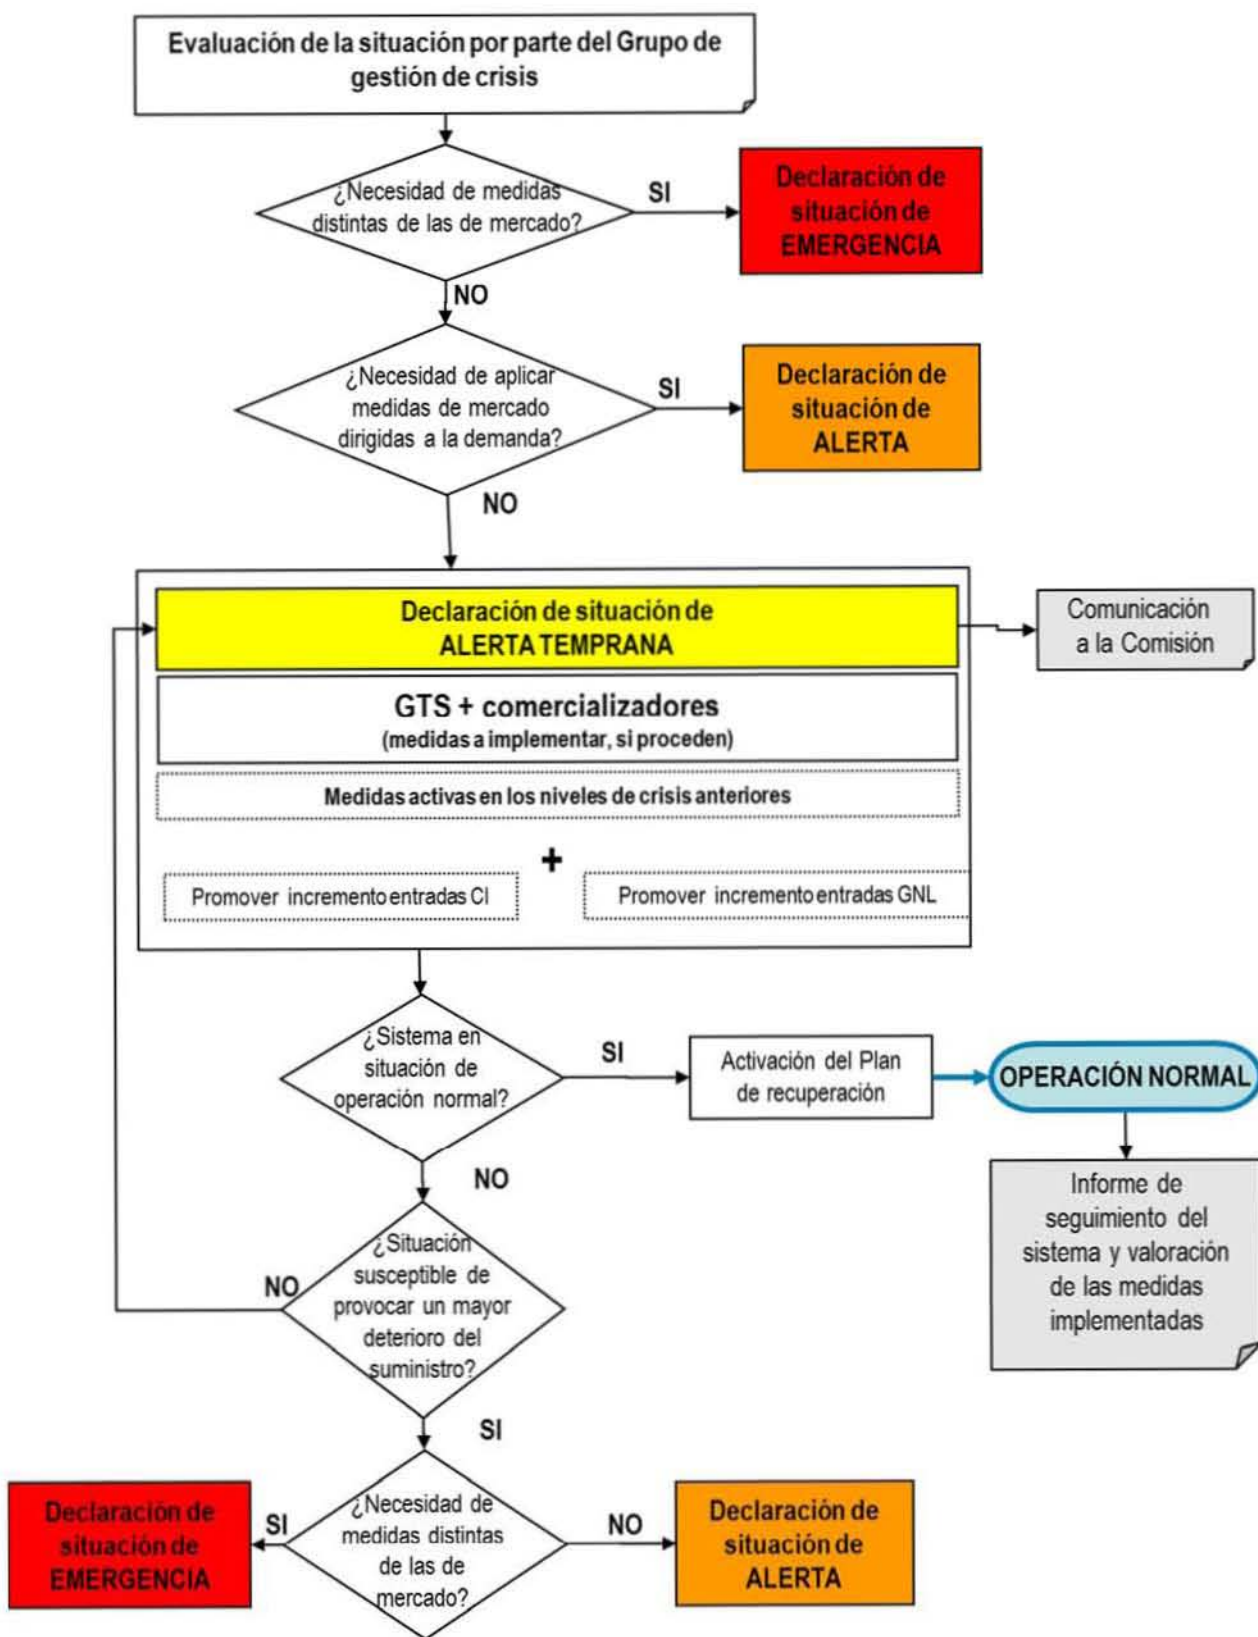 Evaluación de la situación por parte del Grupo de
gestión de crisis
¿Necesidad de medidas
distintas de las de mercado?
SI
Declaración de
situación de
EMERGENCIA
NO
¿Necesidad de aplicar
medidas de mercado
dirigidas a la demanda?
SI
Declaración de
situación de
ALERTA
NO
Declaración de situación de
ALERTA TEMPRANA
Comunicación
a la Comisión
GTS + comercializadores
(medidas a implementar, si proceden)
Medidas activas en los niveles de crisis anteriores
+
Promover incremento entradas CI
Promover incremento entradas GNL
¿Sistema en
situación de
operación normal?
SI
Activación del Plan
de recuperación
OPERACIÓN NORMAL
NO
Informe de
seguimiento del
sistema y valoración
de las medidas
implementadas
¿Situación
susceptible de
provocar un mayor
deterioro del
suministro?
NO
SI
¿Necesidad de
medidas distintas
de las de
mercado?
SI
Declaración de
situación de
EMERGENCIA
NO
Declaración de
situación de
ALERTA